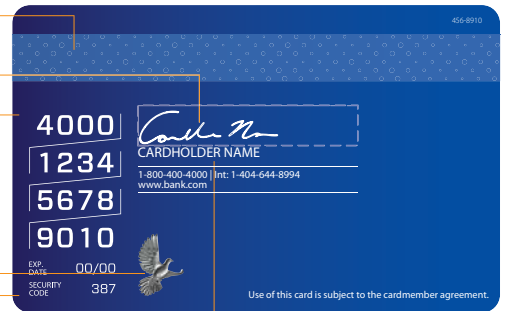 456-8910
4000
1234
5678
9010
EXP. DATE 00/00
SECURITY CODE 387
CARDHOLDER NAME
1-800-400-4000 | Int: 1-404-644-8994
www.bank.com
Use of this card is subject to the cardmember agreement.